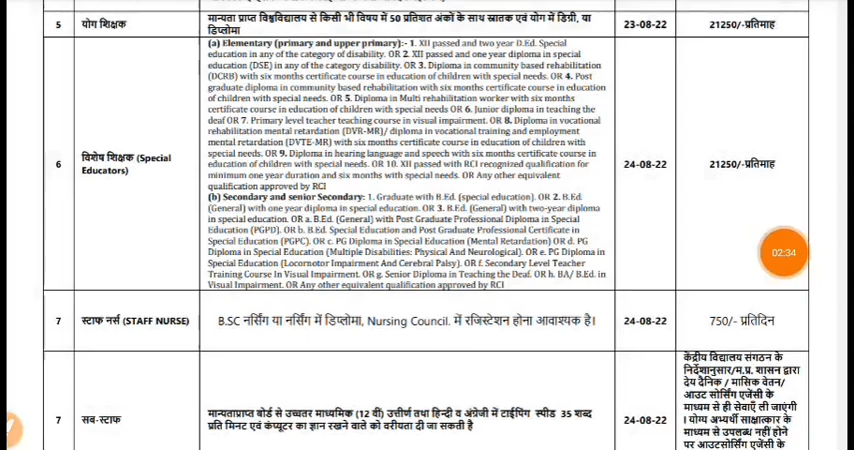 5
योग शिक्षक
मान्यता प्राप्त विश्वविद्यालय से किसी भी विषय में 50 प्रतिशत अंकों के साथ स्नातक एवं योग में डिग्री, या
डिप्लोमा
23-08-22
21250/-प्रतिमाह
6
विशेष शिक्षक (Special
Educators)
(a) Elementary (primary and upper primary):- 1. XII passed and two year D.Ed. Special
education in any of the category of disability. OR 2. XII passed and one year diploma in special
education (DSE) in any category of disability. OR 3. Diploma in community based rehabilitation
(DCRB) with six months certificate course in education of children with special needs. OR 4. Post
graduate diploma in community based rehabilitation with six months certificate course in education
of children with special needs. OR 5. Diploma in Multi rehabilitation worker with six months
certificate course in education of children with special needs OR 6. Junior diploma in teaching the
deaf OR 7. Primary level teacher teaching course in visual impairment. OR 8. Diploma in vocational
rehabilitation mental retardation (DVR-MR)/ diploma in vocational training and employment
mental retardation (DVTE-MR) with six months certificate course in education of children with
special needs. OR 9. Diploma in hearing language and speech with six months certificate course in
education of children with special needs. OR 10. XII passed with RCI recognized qualification for
minimum one year duration and six months with special needs. OR Any other equivalent
qualification approved by RCI
(b) Secondary and senior Secondary: 1. Graduate with B.Ed. (special education). OR 2. B.Ed.
(General) with one year diploma in special education. OR 3. B.Ed. (General) with two-year diploma
in special education. OR a. B.Ed. (General) with Post Graduate Professional Diploma in Special
Education (PGPD). OR b. B.Ed. Special Education and Post Graduate Professional Certificate in
Special Education (PGPC). OR c. PG Diploma in Special Education (Mental Retardation) OR d. PG
Diploma in Special Education (Multiple Disabilities: Physical And Neurological). OR e. PG Diploma in
Special Education (Locomotor Impairment And Cerebral Palsy). OR f. Secondary Level Teacher
Training Course In Visual Impairment. OR g. Senior Diploma in Teaching the Deaf. OR h. BA/ B.Ed. in
Visual Impairment. OR Any other equivalent qualification approved by RCI
24-08-22
21250/-प्रतिमाह
02:34
7
स्टाफ नर्स (STAFF NURSE)
B.SC नर्सिंग या नर्सिंग में डिप्लोमा, Nursing Council. में रजिस्टेशन होना आवाश्यक है।
24-08-22
750/- प्रतिदिन
7
सब-स्टाफ
मान्यताप्राप्त बोर्ड से उच्चतर माध्यमिक (12 वीं) उत्तीर्ण तथा हिन्दी व अंग्रेजी में टाईपिंग स्पीड 35 शब्द
प्रति मिनट एवं कंप्यूटर का ज्ञान रखने वाले को वरीयता दी जा सकती है
24-08-22
केंद्रीय विद्यालय संगठन के
निर्देशानुसार/म.प्र. शासन द्वारा
देय दैनिक / मासिक वेतन/
आउट सोर्सिंग एजेंसी के
माध्यम से ही सेवाएँ ली जाएंगी
। योग्य अभ्यर्थी साक्षात्कार के
माध्यम से उपलब्ध नहीं होने
पर आउटसोर्सिंग एजेंसी के